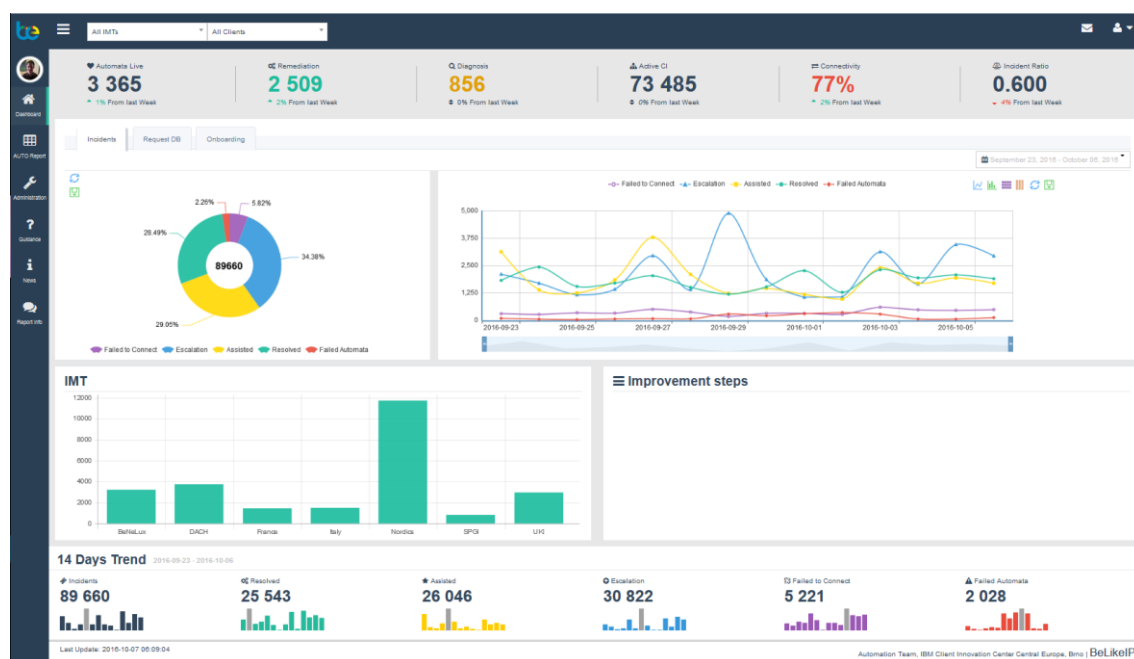 be
All IMTs
All Clients
Automata Live
3 365
1% From last Week
Remediation
2 509
2% From last Week
Diagnosis
856
0% From last Week
Active CI
73 485
0% From last Week
Connectivity
77%
2% From last Week
Incident Ratio
0.600
4% From last Week
Dashboard
AUTO Report
Administration
Guidance
News
Report Info
Incidents
Request DB
Onboarding
September 23, 2016 - October 06, 2016
2.26%
5.82%
28.49%
34.38%
89660
29.05%
Failed to Connect
Escalation
Assisted
Resolved
Failed Automata
Failed to Connect
Escalation
Assisted
Resolved
Failed Automata
5,000
3,750
2,500
1,250
0
2016-09-23
2016-09-25
2016-09-27
2016-09-29
2016-10-01
2016-10-03
2016-10-05
IMT
12000
10000
8000
6000
4000
2000
0
BeNeLux
DACH
France
Italy
Nordics
SPGI
UKI
Improvement steps
14 Days Trend 2016-09-23 - 2016-10-06
Incidents
89 660
Resolved
25 543
Assisted
26 046
Escalation
30 822
Failed to Connect
5 221
Failed Automata
2 028
Last Update: 2016-10-07 06:09:04
Automation Team, IBM Client Innovation Center Central Europe, Brno | BeLikeIP